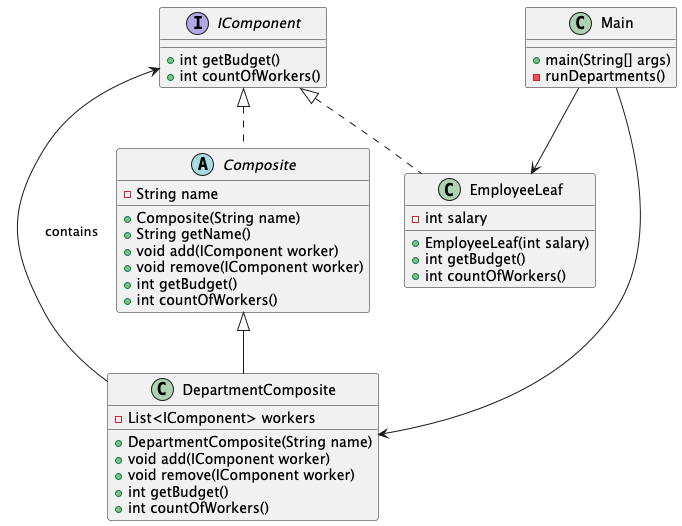 I IComponent
int getBudget()
int countOfWorkers()
C Main
main(String[] args)
runDepartments()
A Composite
String name
Composite(String name)
String getName()
void add(IComponent worker)
void remove(IComponent worker)
int getBudget()
int countOfWorkers()
C EmployeeLeaf
int salary
EmployeeLeaf(int salary)
int getBudget()
int countOfWorkers()
contains
C DepartmentComposite
List<IComponent> workers
DepartmentComposite(String name)
void add(IComponent worker)
void remove(IComponent worker)
int getBudget()
int countOfWorkers()